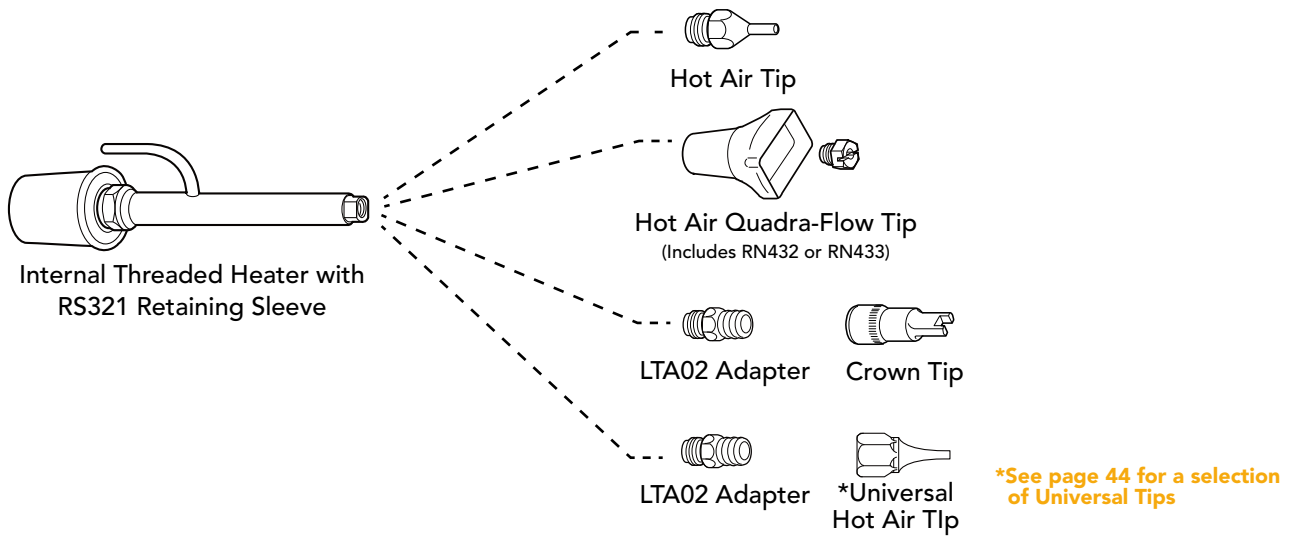 Hot Air Tip
Hot Air Quadra-Flow Tip
(Includes RN432 or RN433)
Internal Threaded Heater with
RS321 Retaining Sleeve
LTA02 Adapter
Crown Tip
LTA02 Adapter
*Universal
Hot Air TIp
*See page 44 for a selection
of Universal Tips